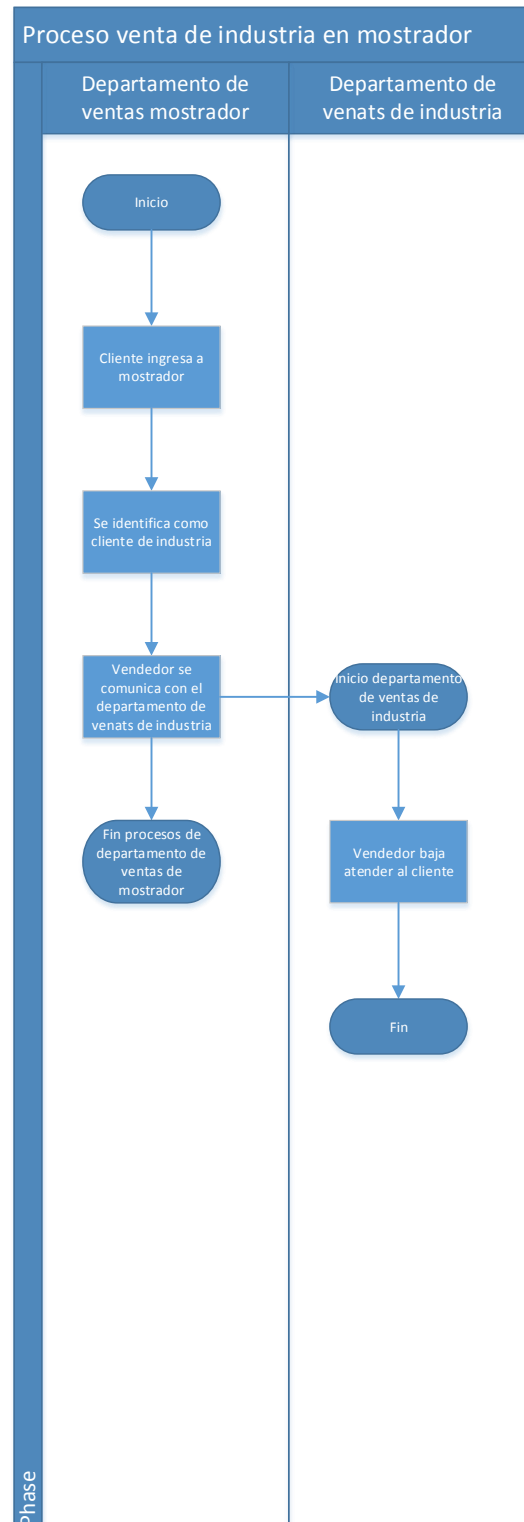 Proceso venta de industria en mostrador
Departamento de
ventas mostrador
Departamento de
venats de industria
Inicio
Cliente ingresa a
mostrador
Se identifica como
cliente de industria
Vendedor se
comunica con el
departamento de
venats de industria
Inicio departamento
de ventas de
industria
Fin procesos de
departamento de
ventas de
mostrador
Vendedor baja
atender al cliente
Fin
Phase